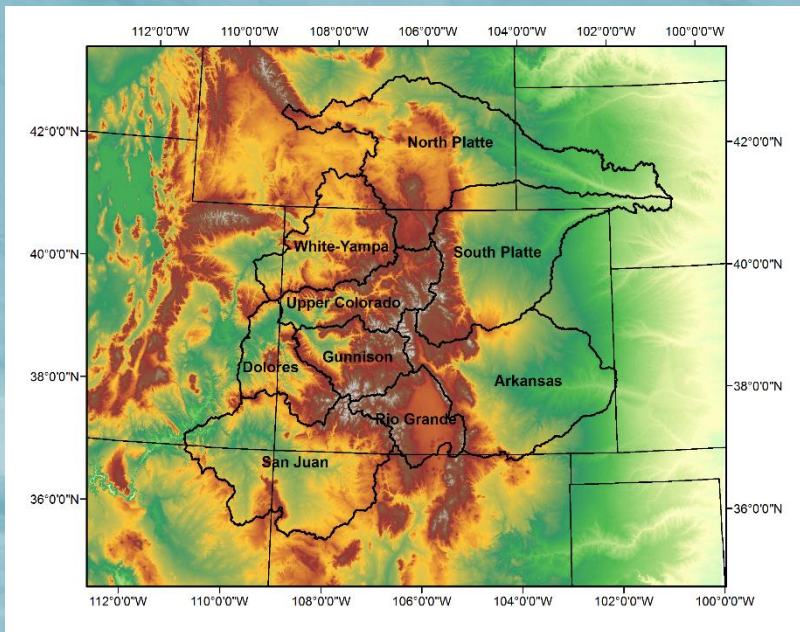 112°0'0"W 110°0'0"W 108°0'0"W 106°0'0"W 104°0'0"W 102°0'0"W 100°0'0"W
42°0'0"N North Platte 42°0'0"N
White-Yampa South Platte
40°0'0"N 40°0'0"N
Upper Colorado
Gunnison
Dolores Arkansas
38°0'0"N 38°0'0"N
Rio Grande
San Juan
36°0'0"N 36°0'0"N
112°0'0"W 110°0'0"W 108°0'0"W 106°0'0"W 104°0'0"W 102°0'0"W 100°0'0"W